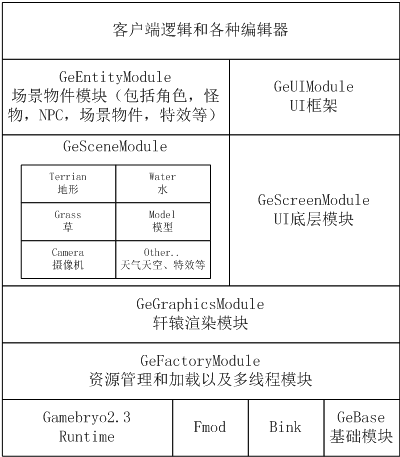 客户端逻辑和各种编辑器
GeEntityModule
场景物件模块（包括角色，怪
物，NPC，场景物件，特效等）
GeUIModule
UI框架
GeSceneModule
Terrian
地形
Water
水
Grass
草
Model
模型
Camera
摄像机
Other..
天气天空、特效等
GeScreenModule
UI底层模块
GeGraphicsModule
轩辕渲染模块
GeFactoryModule
资源管理和加载以及多线程模块
Gamebryo2.3
Runtime
Fmod
Bink
GeBase
基础模块